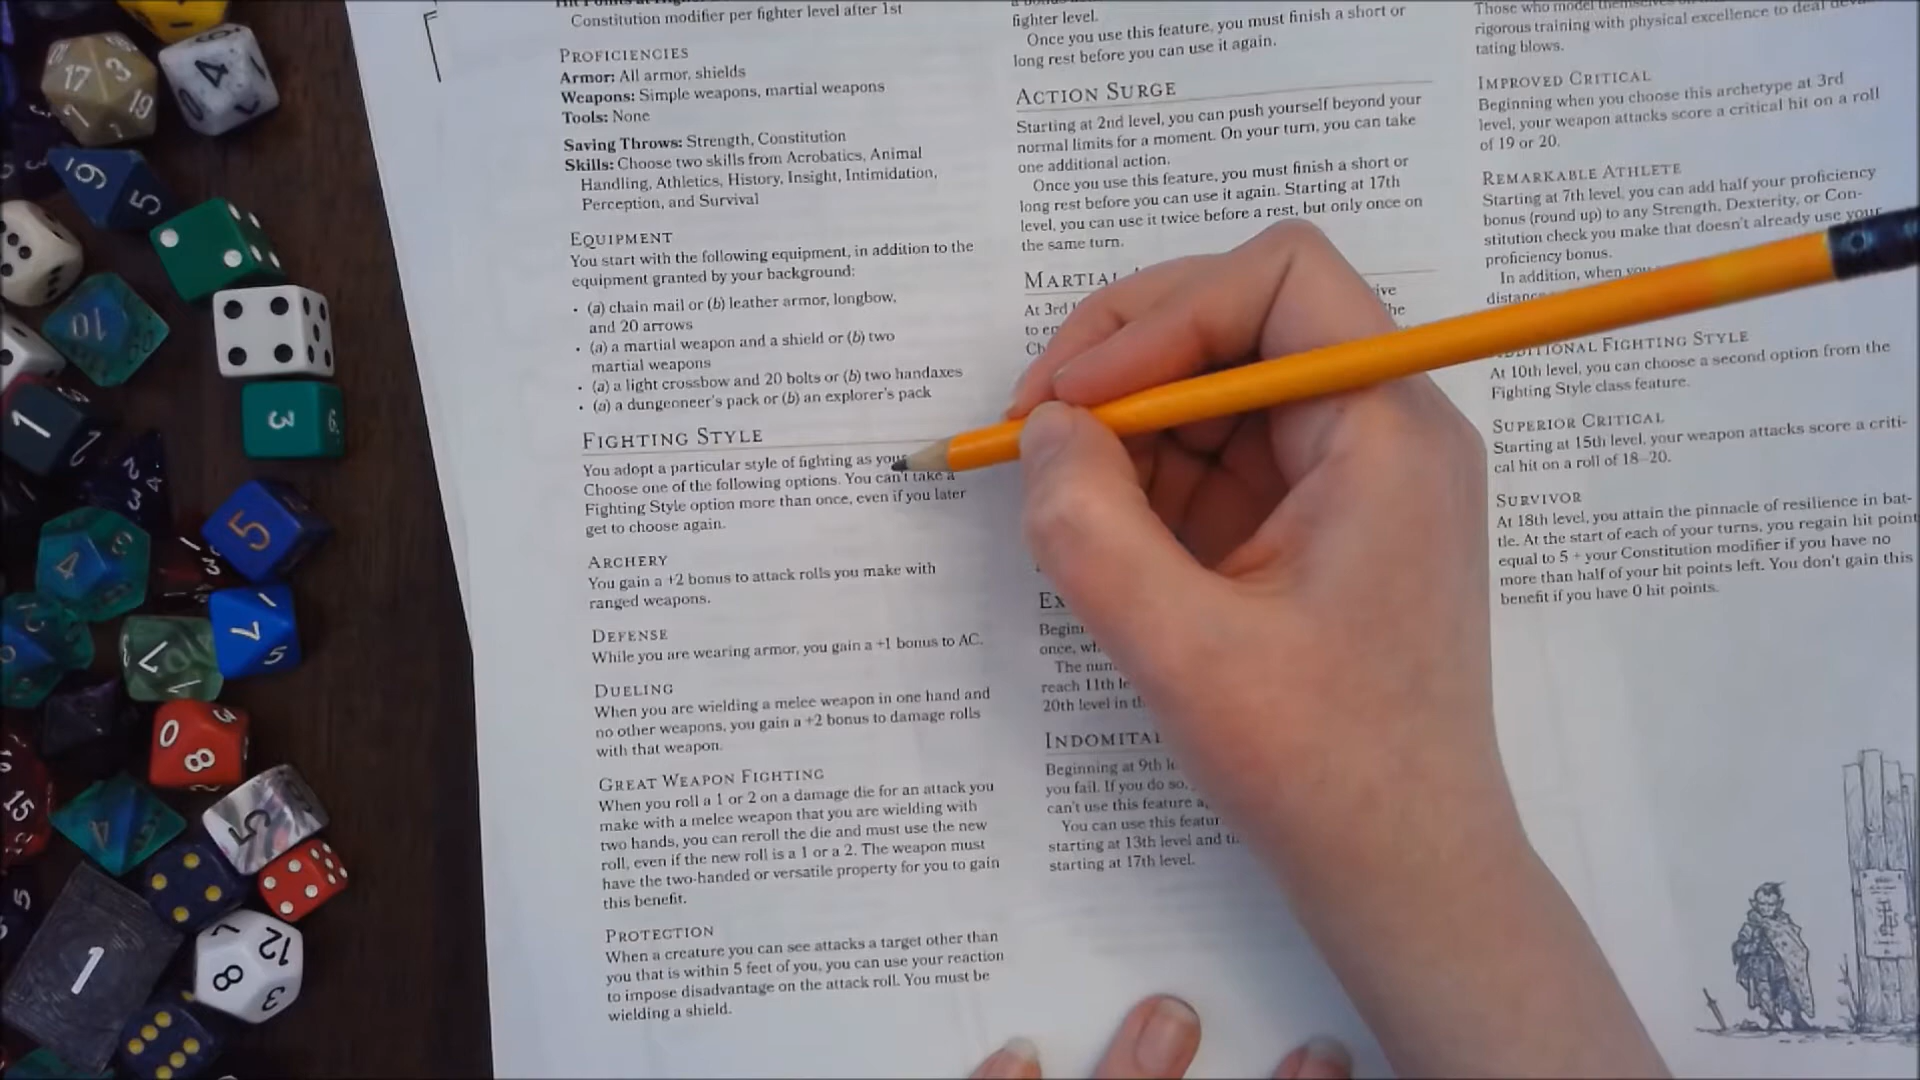 Constitution modifier per fighter level after 1st
PROFICIENCIES
Armor: All armor, shields
Weapons: Simple weapons, martial weapons
Tools: None
Saving Throws: Strength, Constitution
Skills: Choose two skills from Acrobatics, Animal
Handling, Athletics, History, Insight, Intimidation,
Perception, and Survival
EQUIPMENT
You start with the following equipment, in addition to the
equipment granted by your background:
• (a) chain mail or (b) leather armor, longbow,
and 20 arrows
• (a) a martial weapon and a shield or (b) two
martial weapons
• (a) a light crossbow and 20 bolts or (b) two handaxes
• (a) a dungeoneer's pack or (b) an explorer's pack
FIGHTING STYLE
You adopt a particular style of fighting as your
Choose one of the following options. You can't take a
Fighting Style option more than once, even if you later
get to choose again.
ARCHERY
You gain a +2 bonus to attack rolls you make with
ranged weapons.
DEFENSE
While you are wearing armor, you gain a +1 bonus to AC.
DUELING
When you are wielding a melee weapon in one hand and
no other weapons, you gain a +2 bonus to damage rolls
with that weapon.
GREAT WEAPON FIGHTING
When you roll a 1 or 2 on a damage die for an attack you
make with a melee weapon that you are wielding with
two hands, you can reroll the die and must use the new
roll, even if the new roll is a 1 or a 2. The weapon must
have the two-handed or versatile property for you to gain
this benefit.
PROTECTION
When a creature you can see attacks a target other than
you that is within 5 feet of you, you can use your reaction
to impose disadvantage on the attack roll. You must be
wielding a shield.
fighter level.
Once you use this feature, you must finish a short or
long rest before you can use it again.
ACTION SURGE
Starting at 2nd level, you can push yourself beyond your
normal limits for a moment. On your turn, you can take
one additional action.
Once you use this feature, you must finish a short or
long rest before you can use it again. Starting at 17th
level, you can use it twice before a rest, but only once on
the same turn.
MARTIAL
At 3rd
to
INDOMITA
Beginning at 9th
you fail. If you do so,
can't use this feature
You can use this
starting at 13th level and
starting at 17th level.
Those who model themselves
rigorous training with physical excellence to deal
tating blows.
IMPROVED CRITICAL
Beginning when you choose this archetype at 3rd
level, your weapon attacks score a critical hit on a roll
of 19 or 20.
REMARKABLE ATHLETE
Starting at 7th level, you can add half your proficiency
bonus (round up) to any Strength, Dexterity, or Con-
stitution check you make that doesn't already use your
proficiency bonus.
In addition, when you
FIGHTING STYLE
At 10th level, you can choose a second option from the
Fighting Style class feature.
SUPERIOR CRITICAL
Starting at 15th level, your weapon attacks score a criti-
cal hit on a roll of 18–20.
SURVIVOR
At 18th level, you attain the pinnacle of resilience in bat-
tle. At the start of each of your turns, you regain hit point
equal to 5 + your Constitution modifier if you have no
more than half of your hit points left. You don't gain this
benefit if you have 0 hit points.